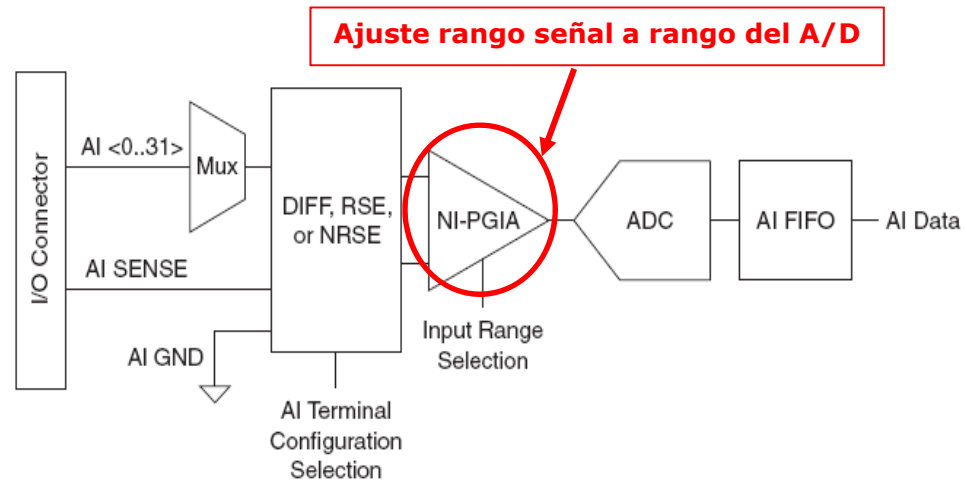 Ajuste rango señal a rango del A/D
I/O Connector
AI <0..31>
Mux
AI SENSE
AI GND
DIFF, RSE,
or NRSE
AI Terminal
Configuration
Selection
NI-PGIA
Input Range
Selection
ADC
AI FIFO
AI Data